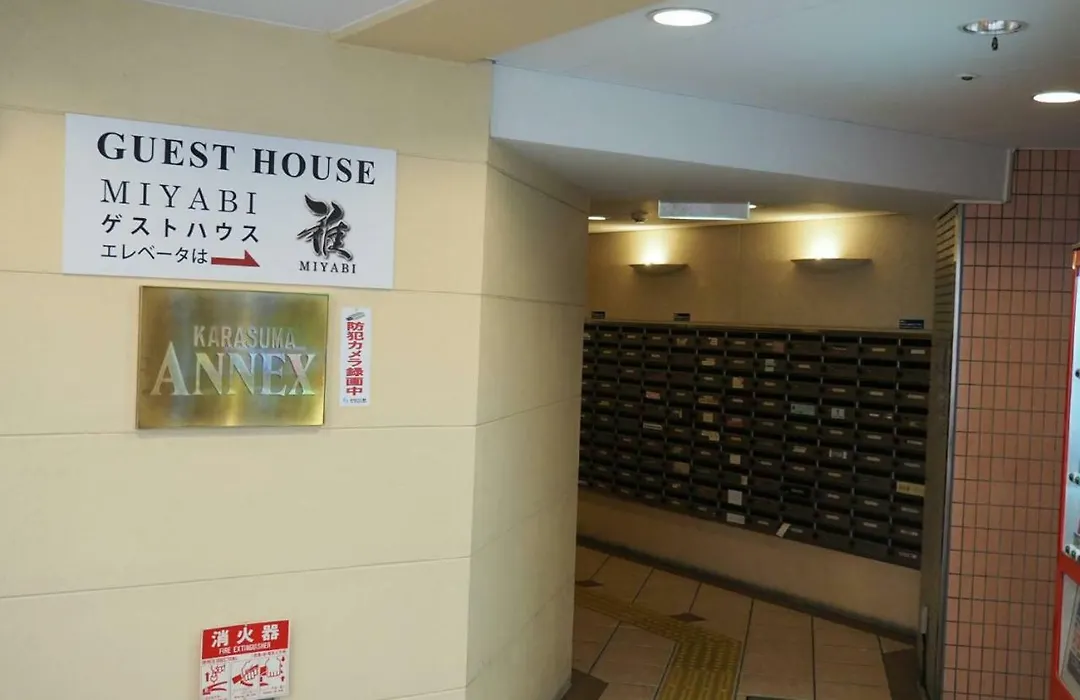 GUEST HOUSE
MIYABI
ゲストハウス
エレベータは
雅
MIYABI
KARASUMA
ANNEX
防犯カメラ録画中
消火器
FIRE EXTINGUISHER